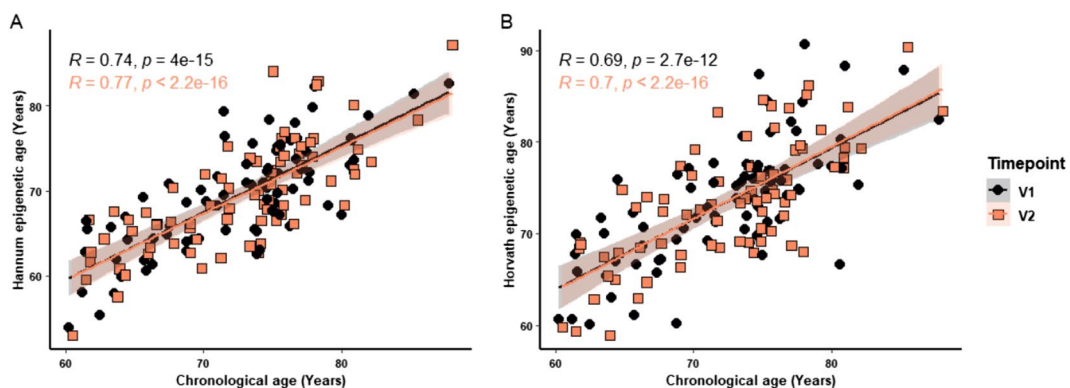 A
R = 0.74, p = 4e-15
R = 0.77, p < 2.2e-16
80
70
60
60
70
80
Hannum epigenetic age (Years)
Chronological age (Years)
B
R = 0.69, p = 2.7e-12
R = 0.7, p < 2.2e-16
90
80
70
60
60
70
80
Horvath epigenetic age (Years)
Chronological age (Years)
Timepoint
V1
V2